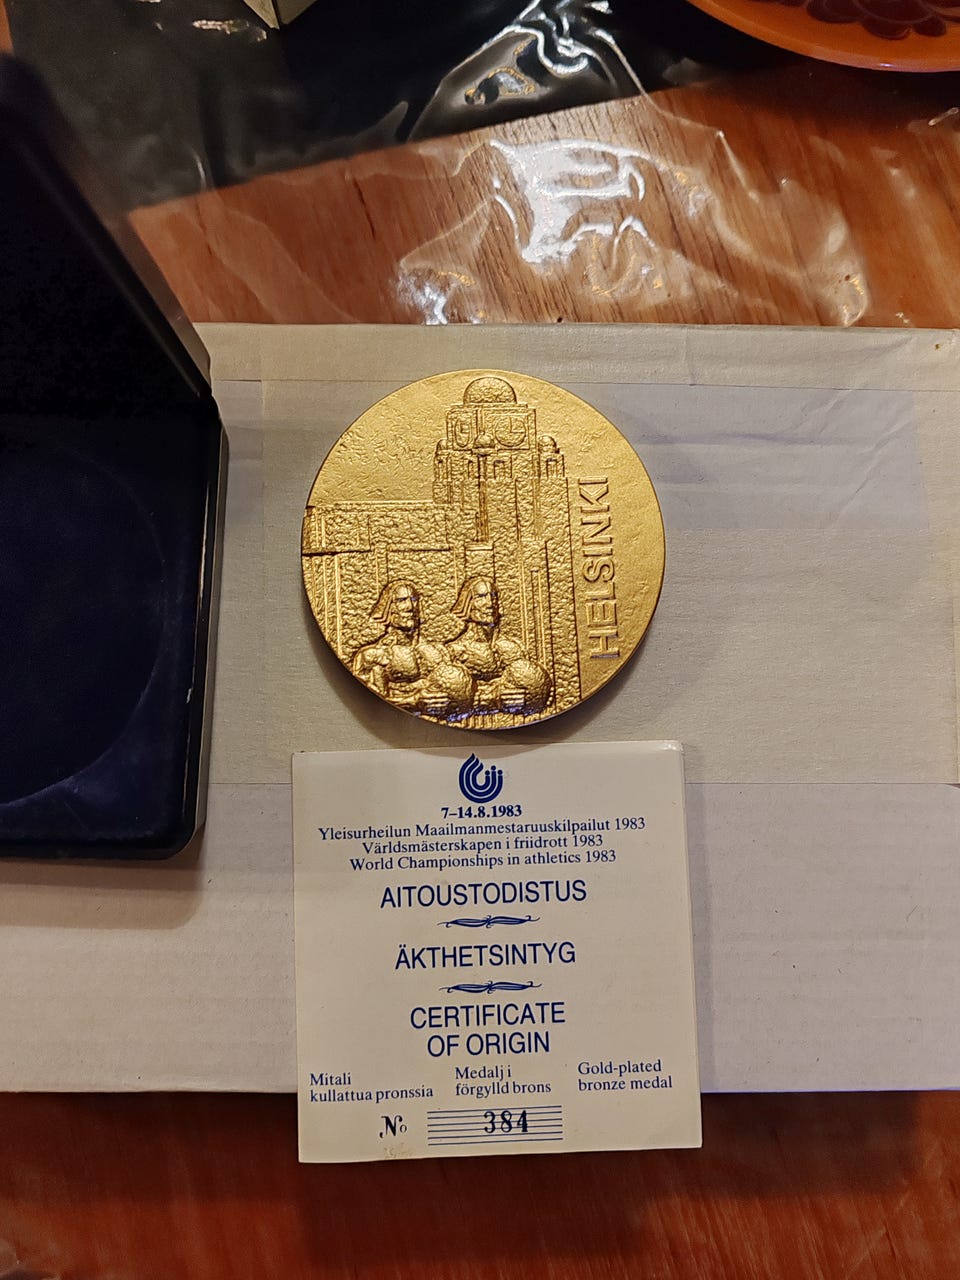 HELSINKI
7–14.8.1983
Yleisurheilun Maailmanmestaruuskilpailut 1983
Världsmästerskapen i friidrott 1983
World Championships in athletics 1983
AITOUSTODISTUS
ÄKTHETSINTYG
CERTIFICATE
OF ORIGIN
Mitali
kullattua pronssia
Medalj i
förgylld brons
Gold-plated
bronze medal
No 384